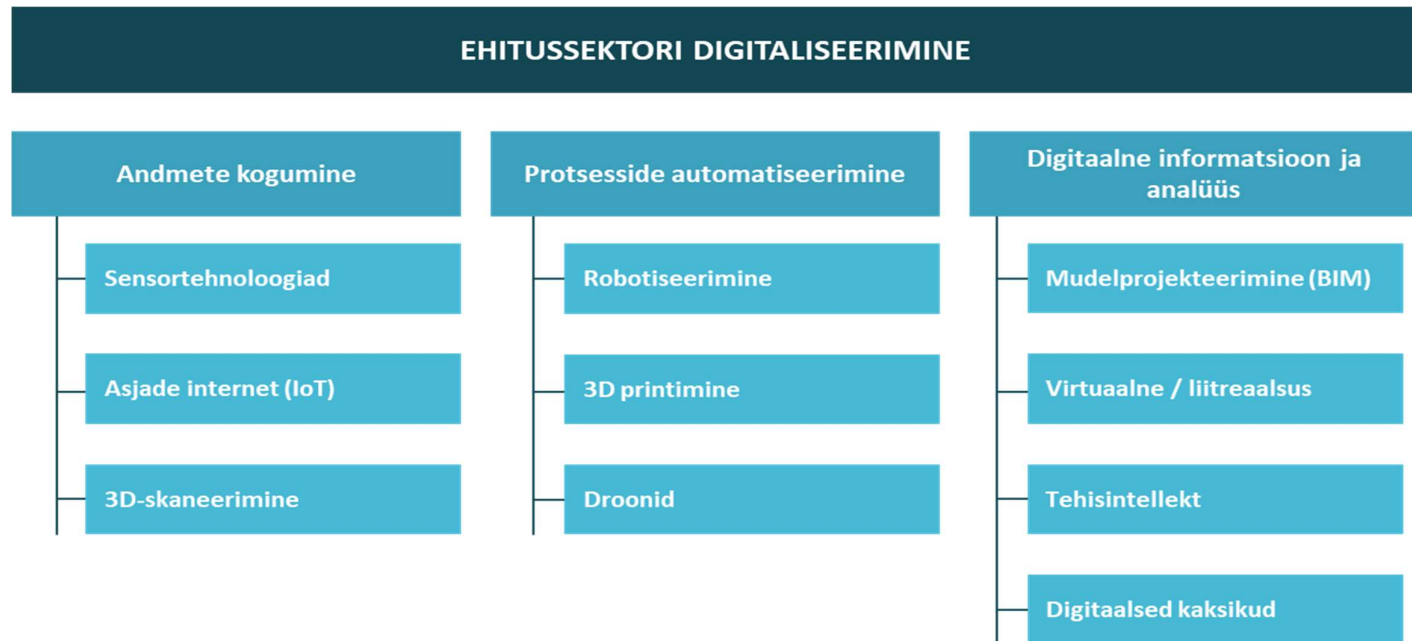 EHITUSSEKTORI DIGITALISEERIMINE
Andmete kogumine
Sensortehnoloogiad
Asjade internet (IoT)
3D-skaneerimine
Protsesside automatiseerimine
Robotiseerimine
3D printimine
Droonid
Digitaalne informatsioon ja
analüüs
Mudelprojekteerimine (BIM)
Virtuaalne / liitreaalsus
Tehisintellekt
Digitaalsed kaksikud